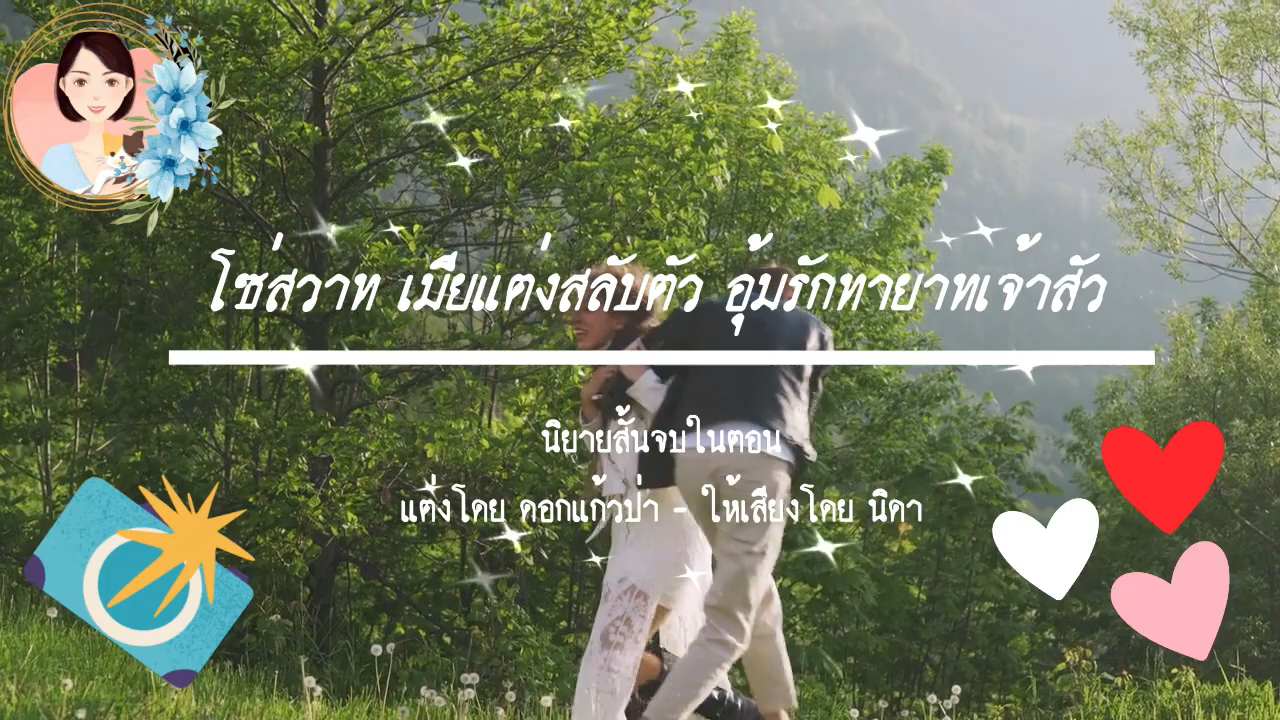 โซ่สวาท เมียแต่งสลับตัว อุ้มรักทายาทเจ้าสัว
นิยายสั้นจบในตอน
แต่งโดย ดอกแก้วป่า - ให้เสียงโดย นิดา